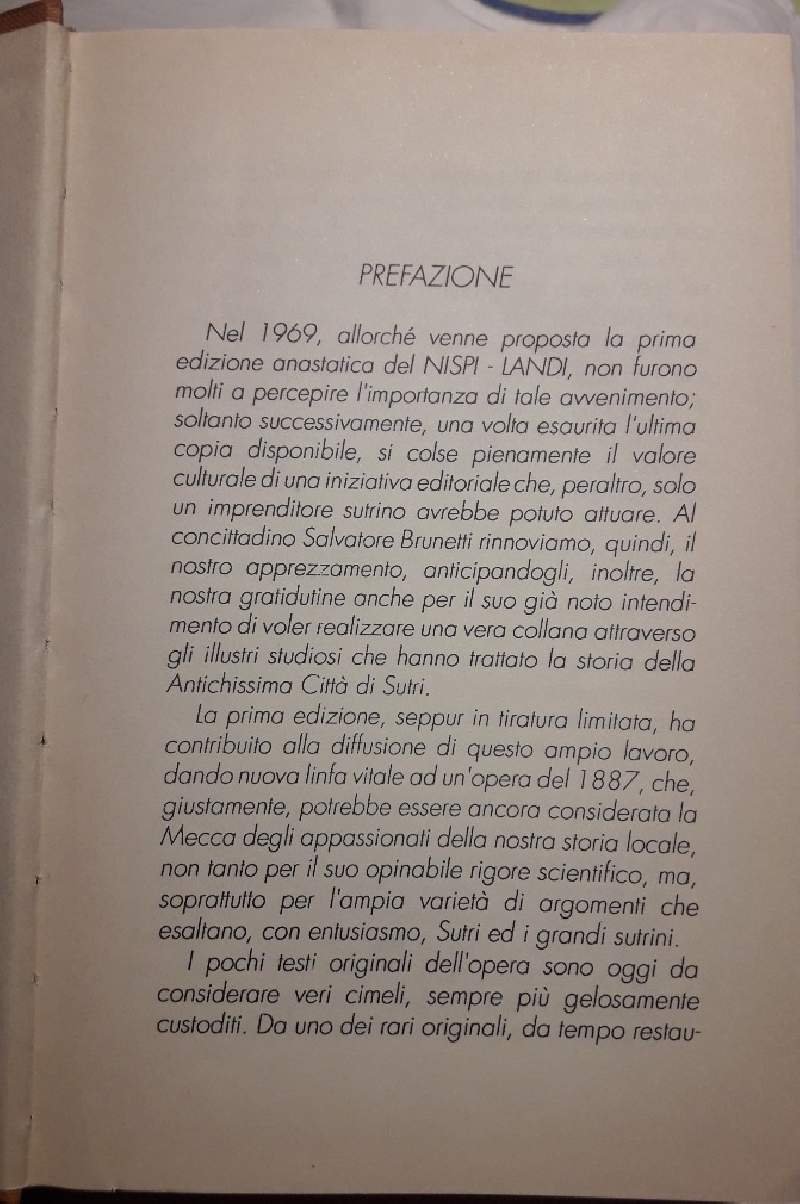 PREFAZIONE
Nel 1969, allorché venne proposta la prima
edizione anastatica del NISPI - LANDI, non furono
molti a percepire l'importanza di tale avvenimento;
soltanto successivamente, una volta esaurita l'ultima
copia disponibile, si colse pienamente il valore
culturale di una iniziativa editoriale che, peraltro, solo
un imprenditore sutrino avrebbe potuto attuare. Al
concittadino Salvatore Brunetti rinnoviamo, quindi, il
nostro apprezzamento, anticipandogli, inoltre, la
nostra gratidutine anche per il suo già noto intendi-
mento di voler realizzare una vera collana attraverso
gli illustri studiosi che hanno trattato la storia della
Antichissima Città di Sutri.
La prima edizione, seppur in tiratura limitata, ha
contribuito alla diffusione di questo ampio lavoro,
dando nuova linfa vitale ad un'opera del 1887, che,
giustamente, potrebbe essere ancora considerata la
Mecca degli appassionati della nostra storia locale,
non tanto per il suo opinabile rigore scientifico, ma,
soprattutto per l'ampia varietà di argomenti che
esaltano, con entusiasmo, Sutri ed i grandi sutrini.
I pochi testi originali dell'opera sono oggi da
considerare veri cimeli, sempre più gelosamente
custoditi. Da uno dei rari originali, da tempo restau-